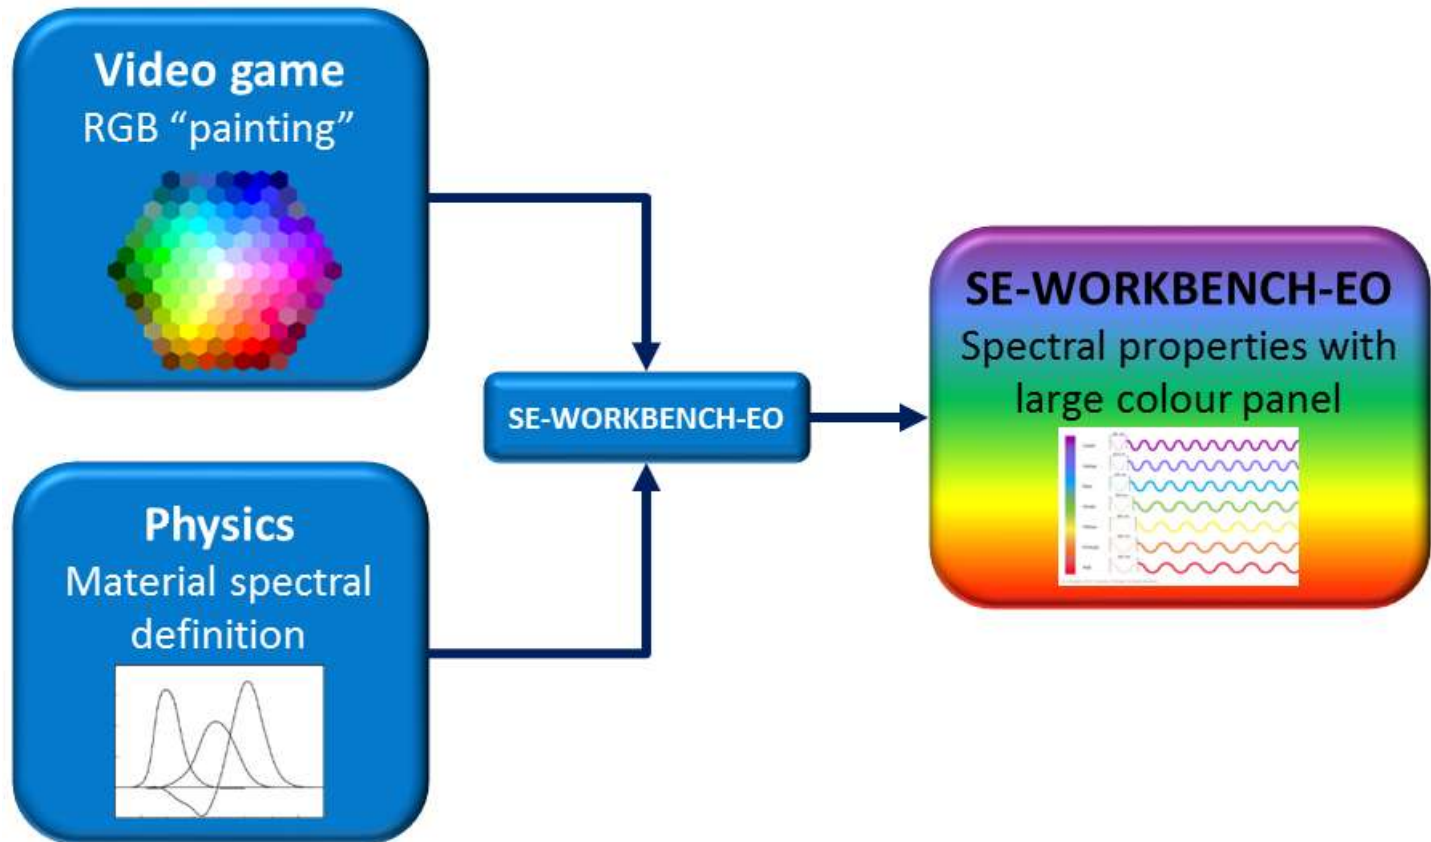 Video game
RGB “painting”
Physics
Material spectral
definition
SE-WORKBENCH-EO
SE-WORKBENCH-EO
Spectral properties with
large colour panel